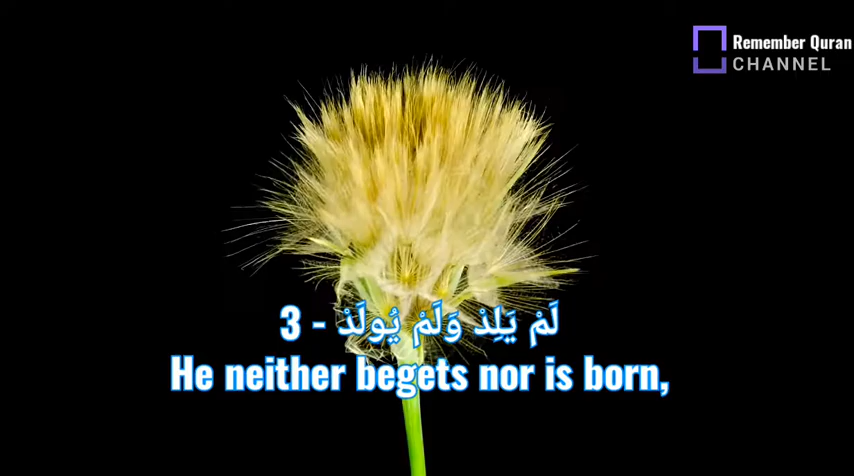 Remember Quran
CHANNEL
لَمْ يَلِدْ وَلَمْ يُولَدْ - 3
He neither begets nor is born,